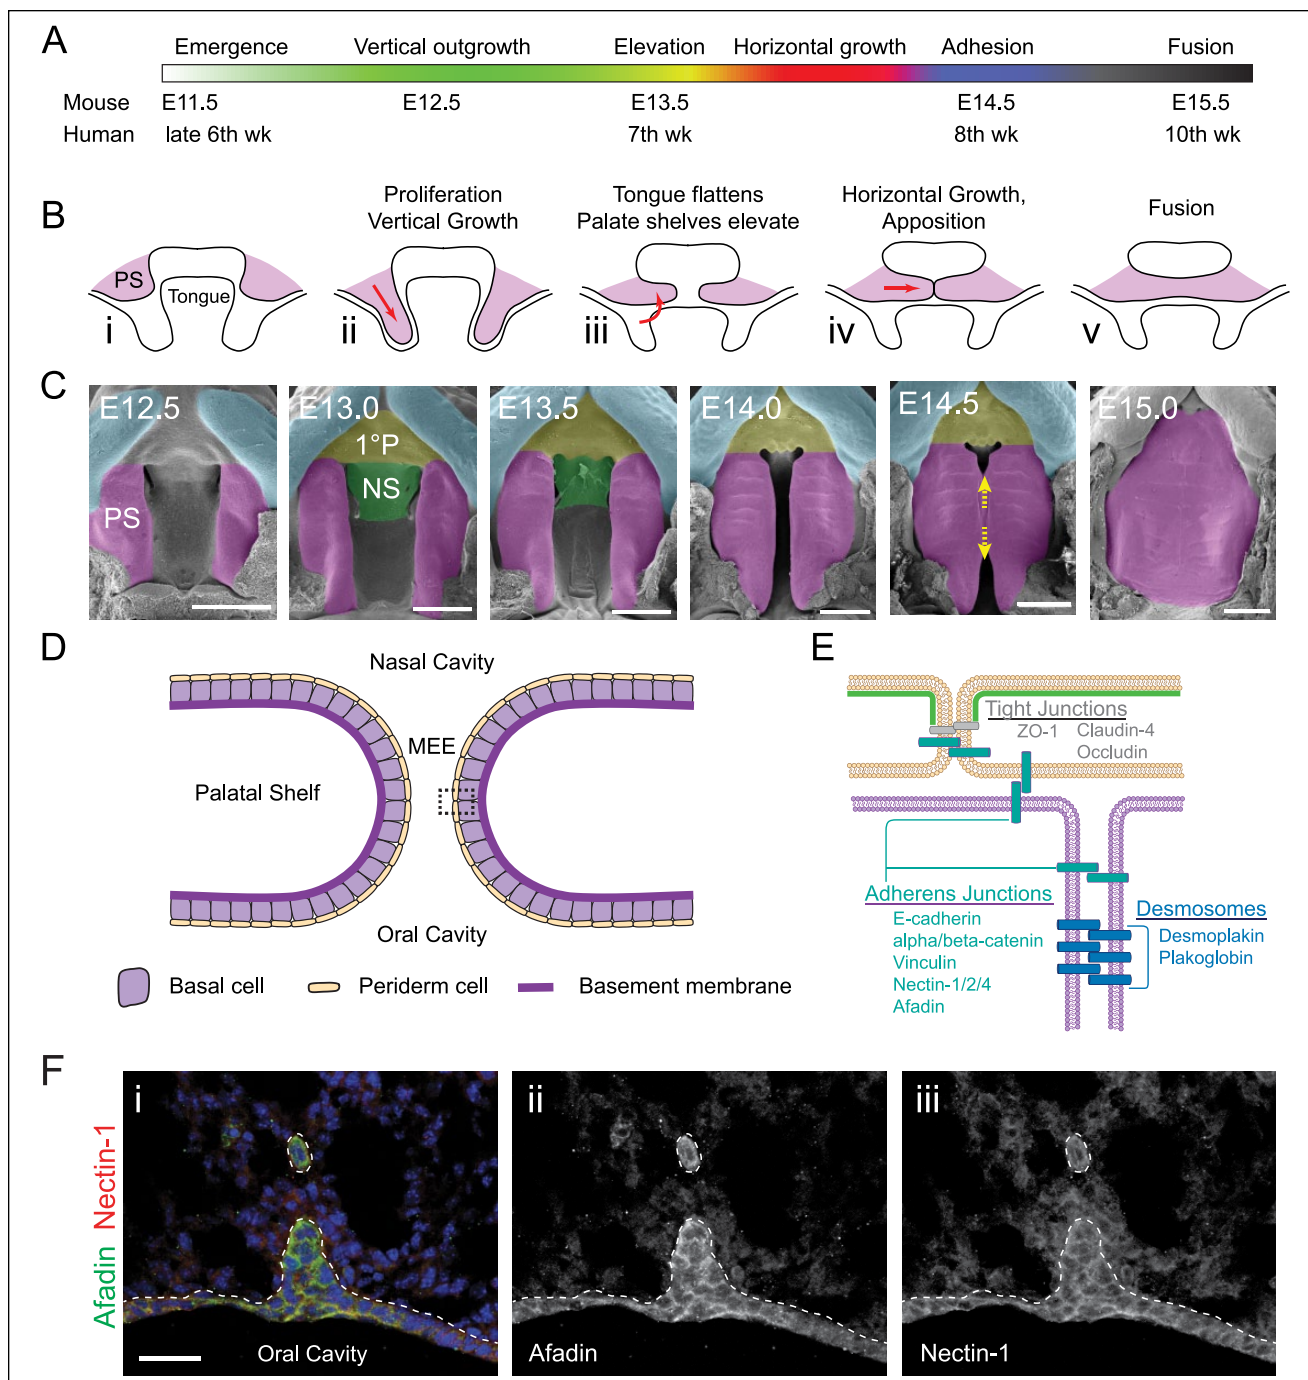 A
Emergence Vertical outgrowth Elevation Horizontal growth Adhesion Fusion
Mouse E11.5 E12.5 E13.5 E14.5 E15.5
Human late 6th wk 7th wk 8th wk 10th wk
B
Proliferation
Vertical Growth
Tongue flattens
Palate shelves elevate
Horizontal Growth,
Apposition
Fusion
PS
Tongue
i
ii
iii
iv
v
C
E12.5
PS
E13.0
1°P
NS
E13.5
E14.0
E14.5
E15.0
D
Nasal Cavity
MEE
Palatal Shelf
Oral Cavity
Basal cell
Periderm cell
Basement membrane
E
Tight Junctions
ZO-1
Claudin-4
Occludin
Adherens Junctions
E-cadherin
alpha/beta-catenin
Vinculin
Nectin-1/2/4
Afadin
Desmosomes
Desmoplakin
Plakoglobin
F
Afadin Nectin-1
i
Oral Cavity
ii
Afadin
iii
Nectin-1